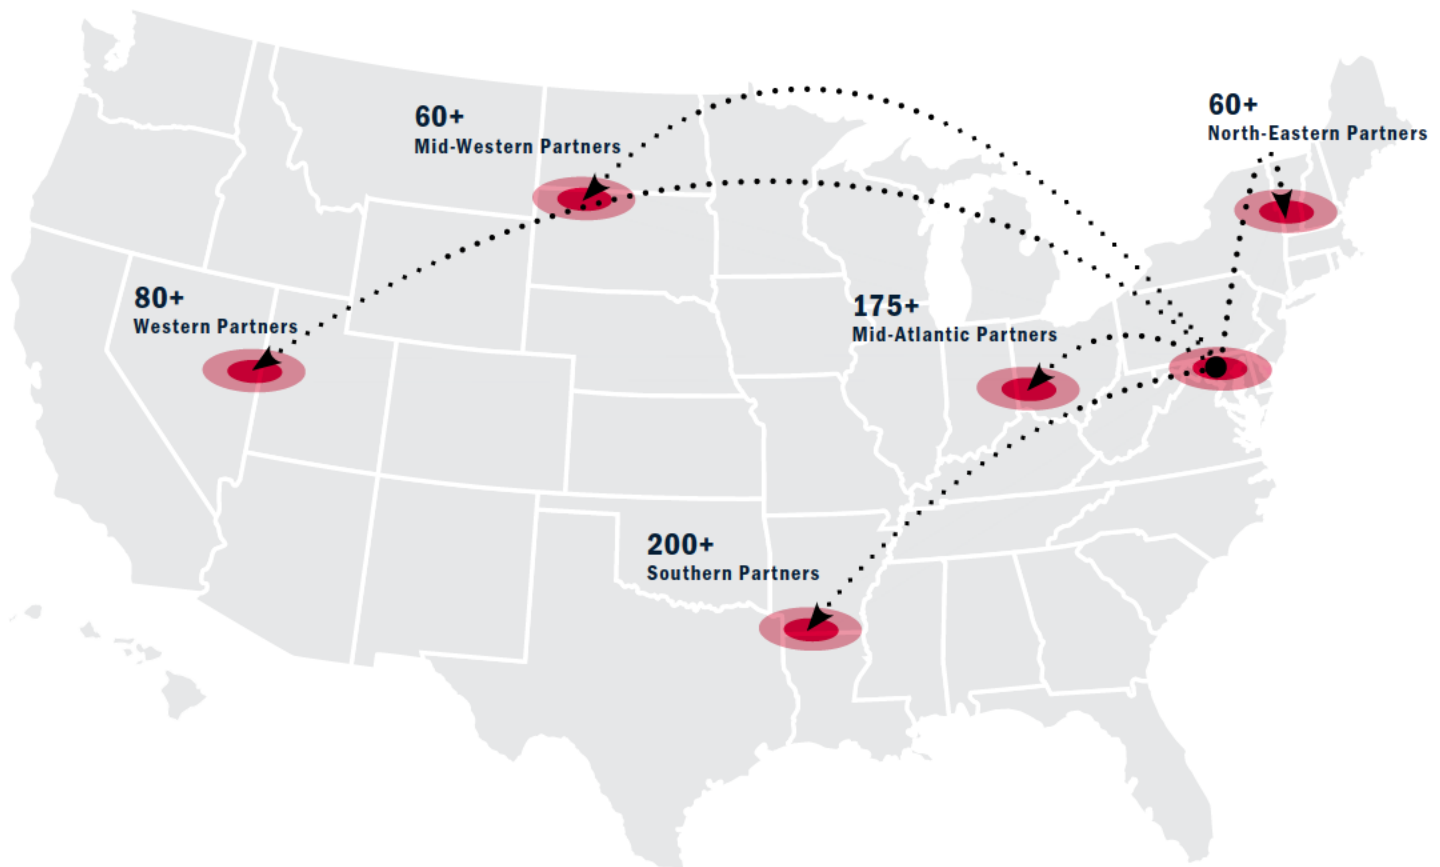 60+
Mid-Western Partners
60+
North-Eastern Partners
80+
Western Partners
175+
Mid-Atlantic Partners
200+
Southern Partners